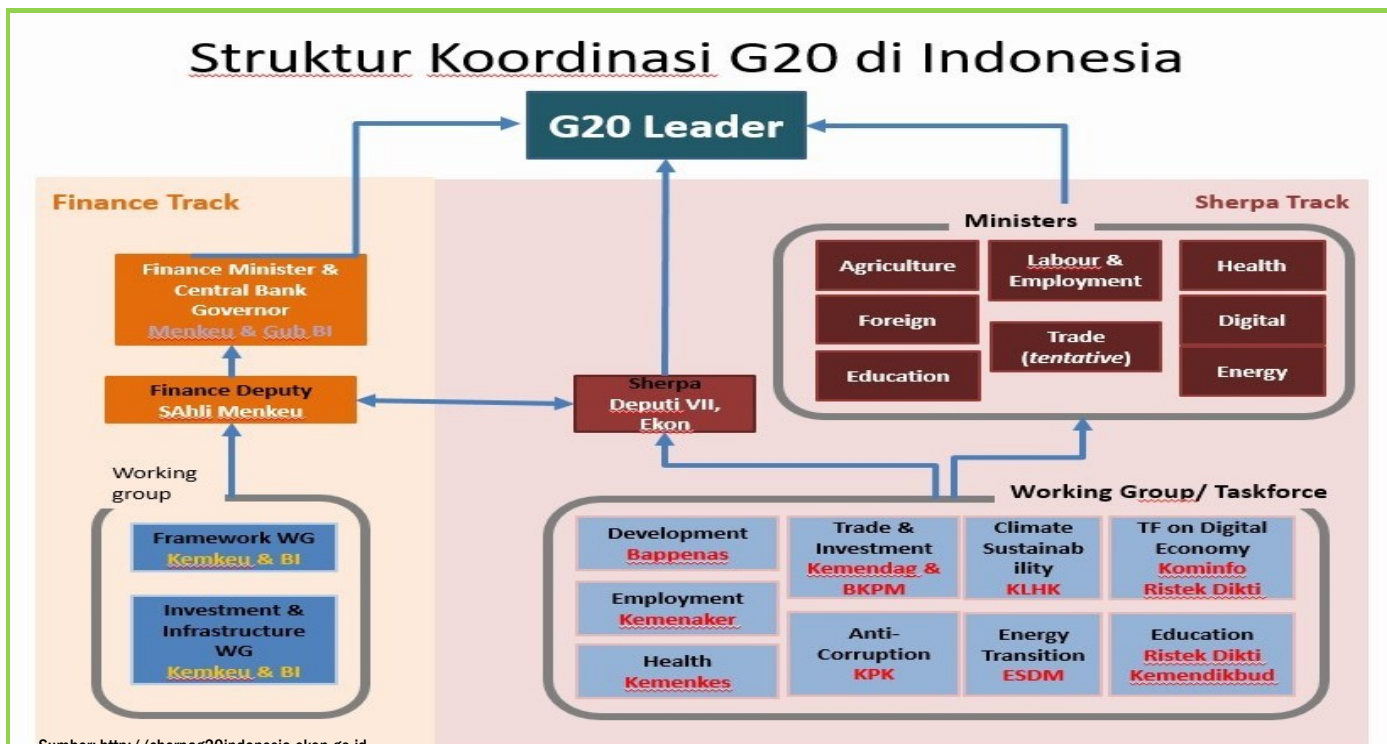 Struktur Koordinasi G20 di Indonesia
G20 Leader
Finance Track
Sherpa Track
Finance Minister &
Central Bank
Governor
Menkeu & Gub BI
Finance Deputy
SAhli Menkeu
Working
group
Framework WG
Kemkeu & BI
Investment &
Infrastructure
WG
Kemkeu & BI
Sherpa
Deputi VII,
Ekon
Ministers
Agriculture
Foreign
Education
Labour &
Employment
Trade
(tentative)
Health
Digital
Energy
Working Group/ Taskforce
Development
Bappenas
Employment
Kemenaker
Health
Kemenkes
Trade &
Investment
Kemendag &
BKPM
Anti-
Corruption
KPK
Climate
Sustainab
ility
KLHK
Energy
Transition
ESDM
TF on Digital
Economy
Kominfo
Ristek Dikti
Education
Ristek Dikti
Kemendikbud